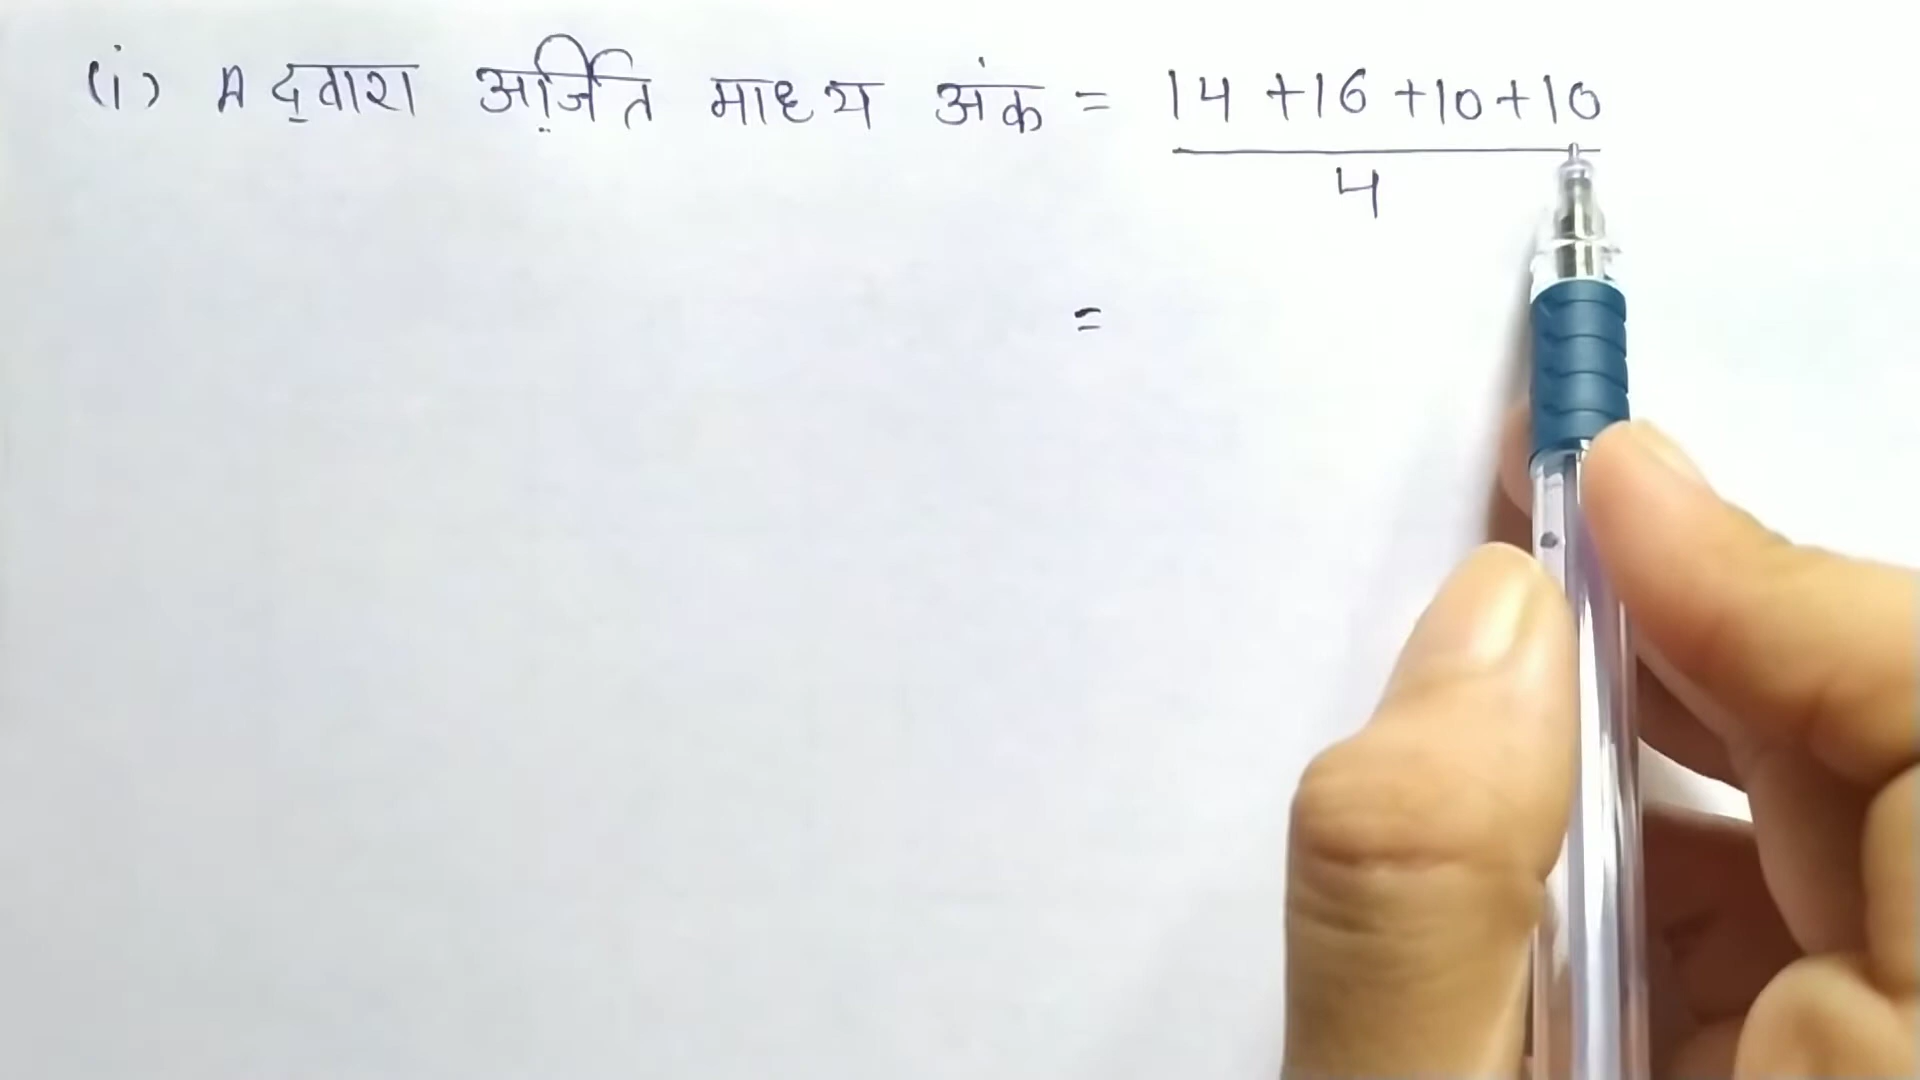 (i) A द्वारा अर्जित माध्य अंक = 14 + 16 + 10 + 10
4
=